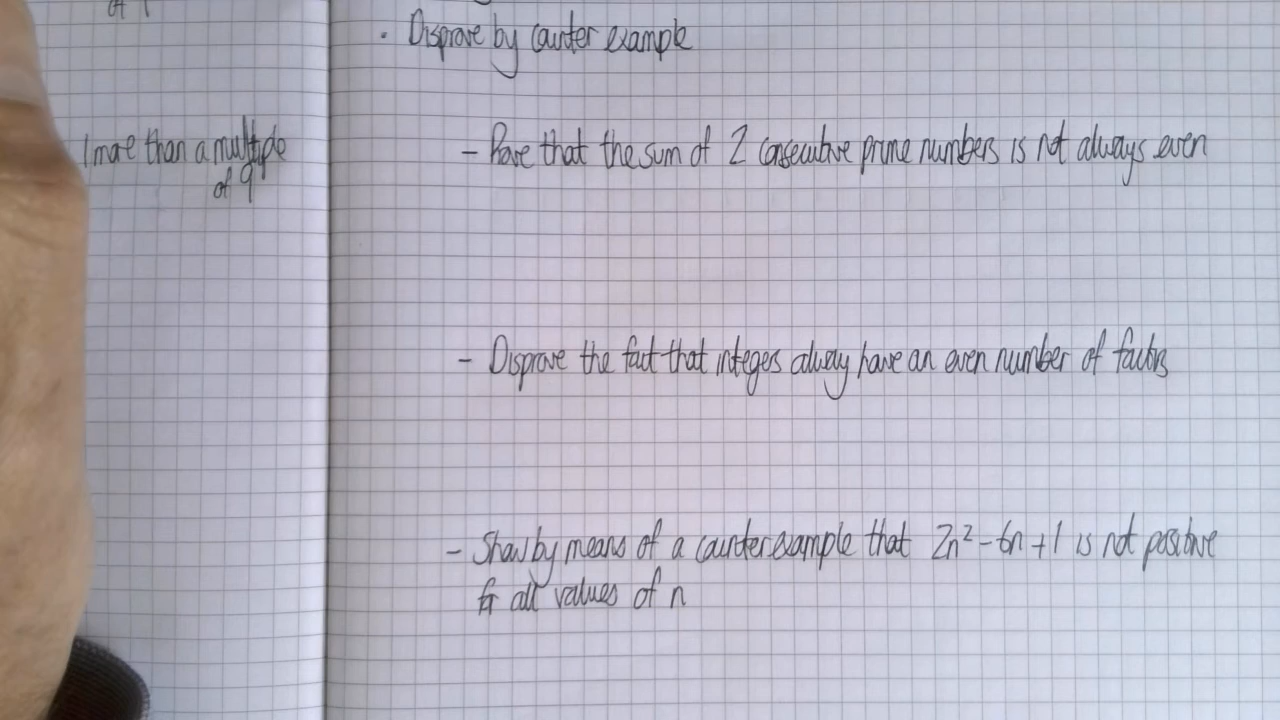 · Disprove by counter example
1 more than a multiple
of 9
- Prove that the sum of 2 consecutive prime numbers is not always even
- Disprove the fact that integers alway have an even number of factors
- Show by means of a counter example that 2n² - 6n + 1 is not positive
for all values of n